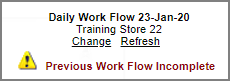 Daily Work Flow 23-Jan-20
Training Store 22
Change Refresh
Previous Work Flow Incomplete